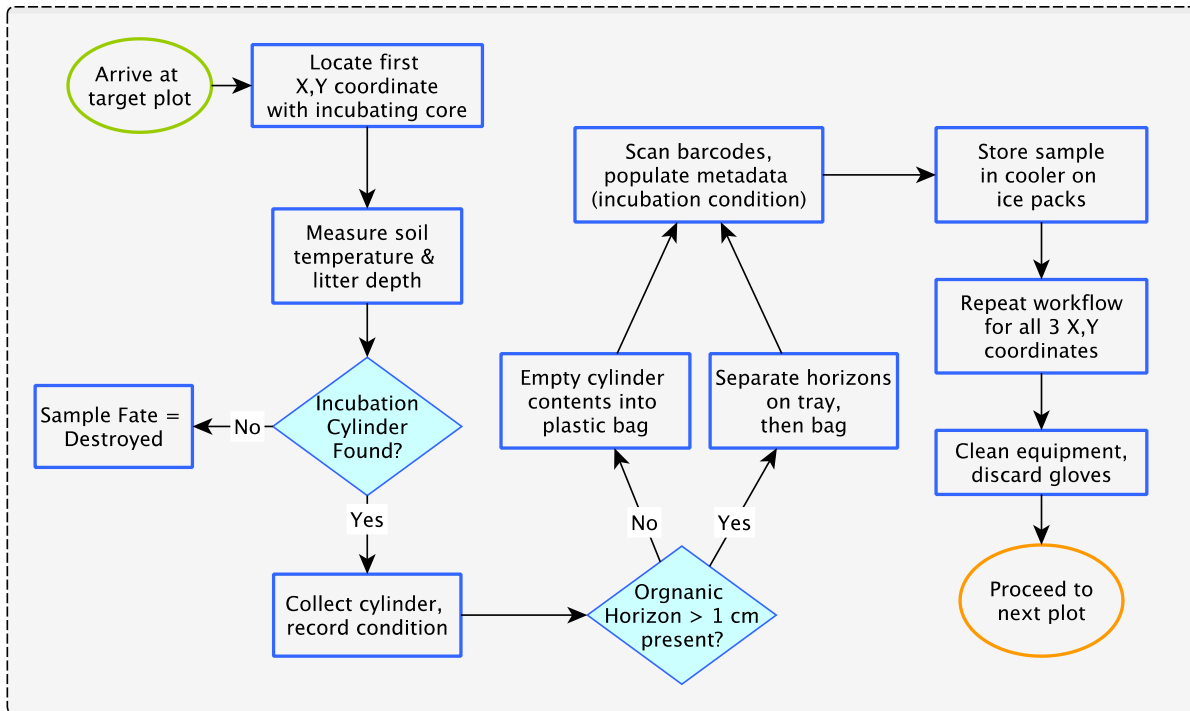 Arrive at
target plot
Locate first
X,Y coordinate
with incubating core
Measure soil
temperature &
litter depth
Incubation
Cylinder
Found?
No
Sample Fate =
Destroyed
Yes
Collect cylinder,
record condition
Orgnanic
Horizon > 1 cm
present?
No
Yes
Empty cylinder
contents into
plastic bag
Separate horizons
on tray,
then bag
Scan barcodes,
populate metadata
(incubation condition)
Store sample
in cooler on
ice packs
Repeat workflow
for all 3 X,Y
coordinates
Clean equipment,
discard gloves
Proceed to
next plot